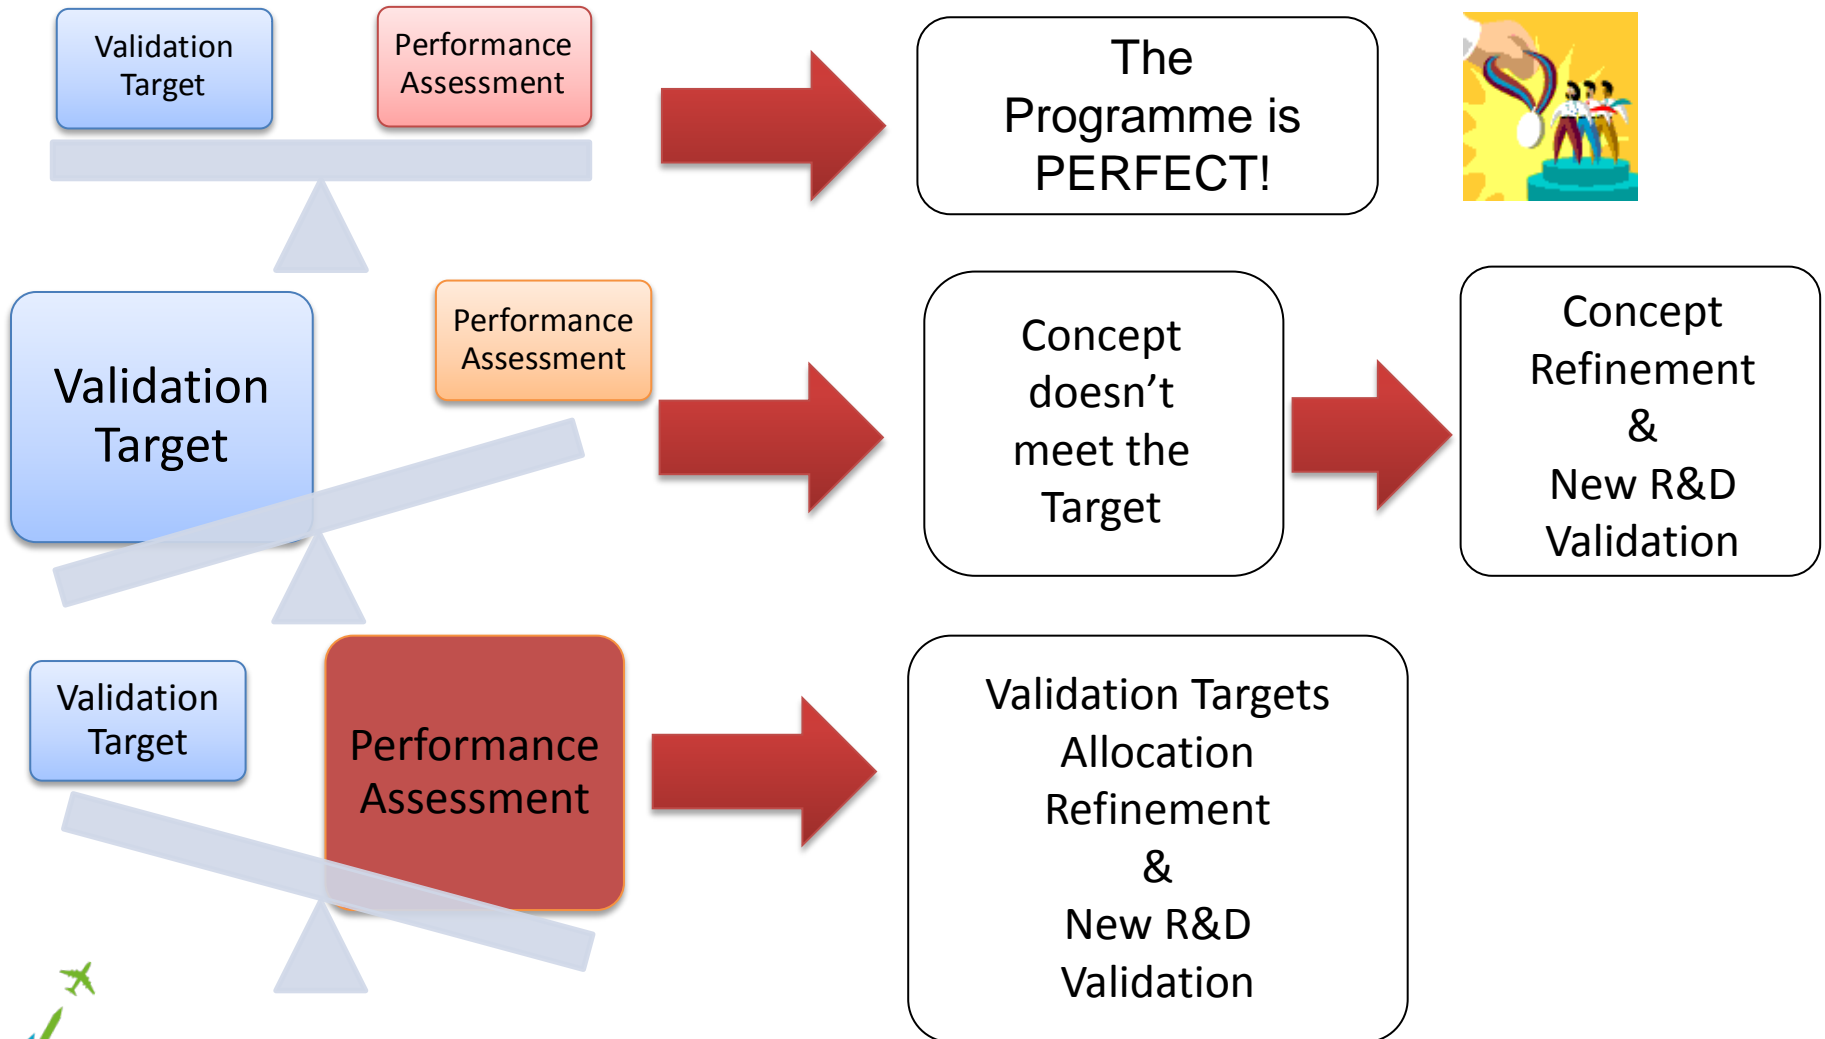 Validation
Target
Performance
Assessment
The
Programme is
PERFECT!
Validation
Target
Performance
Assessment
Concept
doesn’t
meet the
Target
Concept
Refinement
&
New R&D
Validation
Validation
Target
Performance
Assessment
Validation Targets
Allocation
Refinement
&
New R&D
Validation